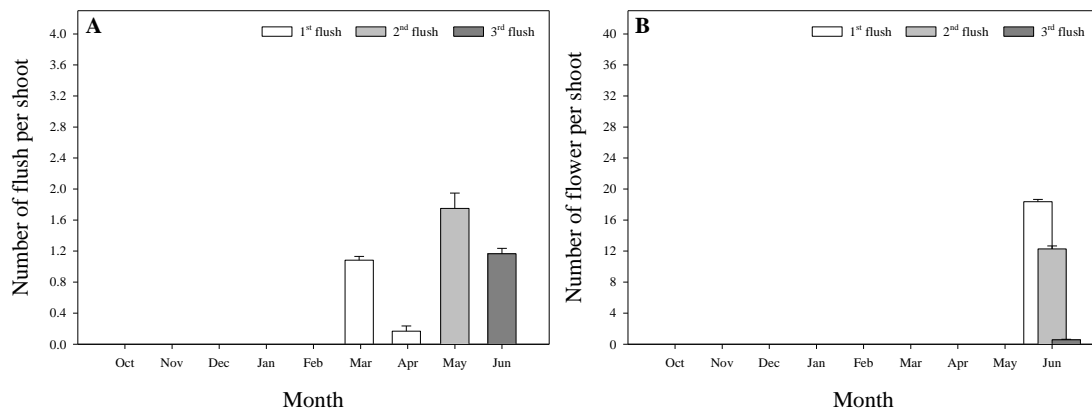 A
1st flush 2nd flush 3rd flush
Number of flush per shoot
4.0
3.6
3.2
2.8
2.4
2.0
1.6
1.2
0.8
0.4
0.0
Oct Nov Dec Jan Feb Mar Apr May Jun
Month
B
1st flush 2nd flush 3rd flush
Number of flower per shoot
40
36
32
28
24
20
16
12
8
4
0
Oct Nov Dec Jan Feb Mar Apr May Jun
Month